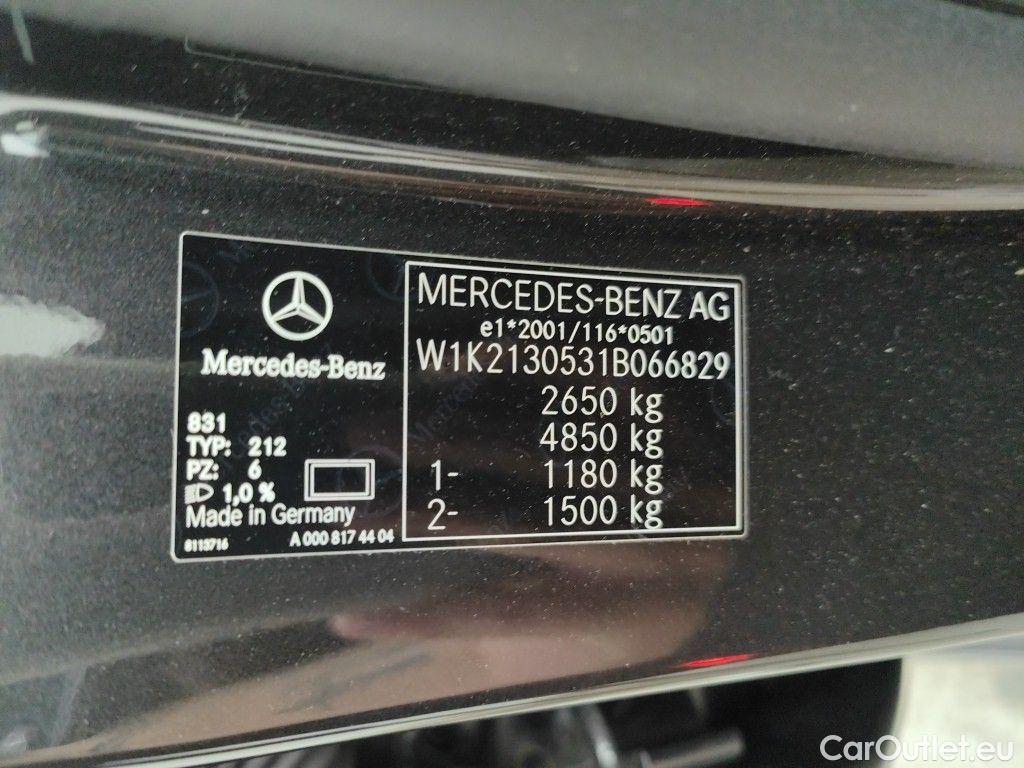 Mercedes-Benz
831
TYP: 212
PZ: 6
1,0 %
Made in Germany
8113716 A 000 817 44 04
MERCEDES-BENZ AG
e1*2001/116*0501
W1K2130531B066829
2650 kg
4850 kg
1- 1180 kg
2- 1500 kg
CarOutlet.eu